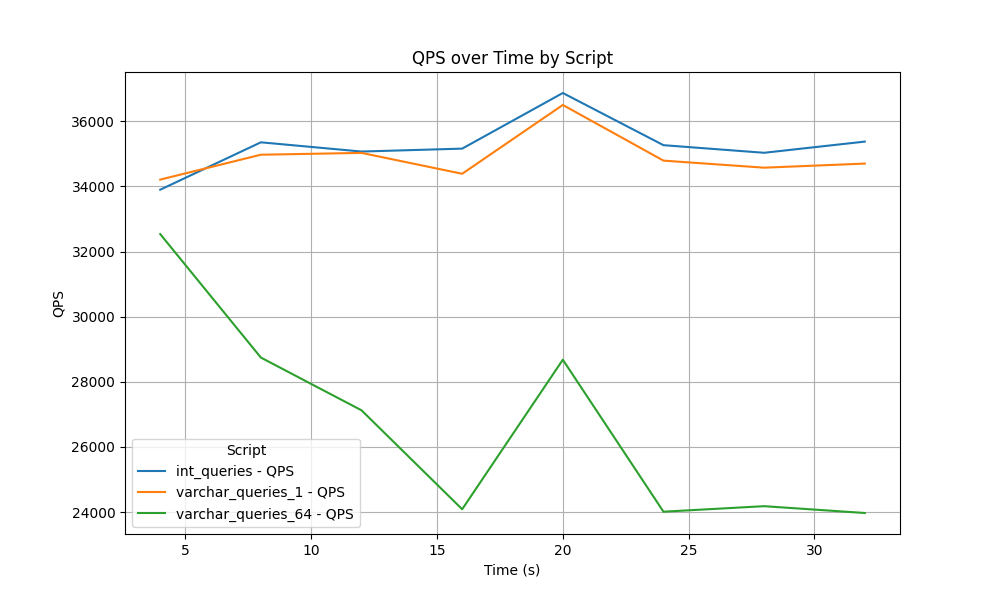 QPS over Time by Script
36000
34000
32000
30000
28000
26000
24000
QPS
Script
int_queries - QPS
varchar_queries_1 - QPS
varchar_queries_64 - QPS
5 10 15 20 25 30
Time (s)